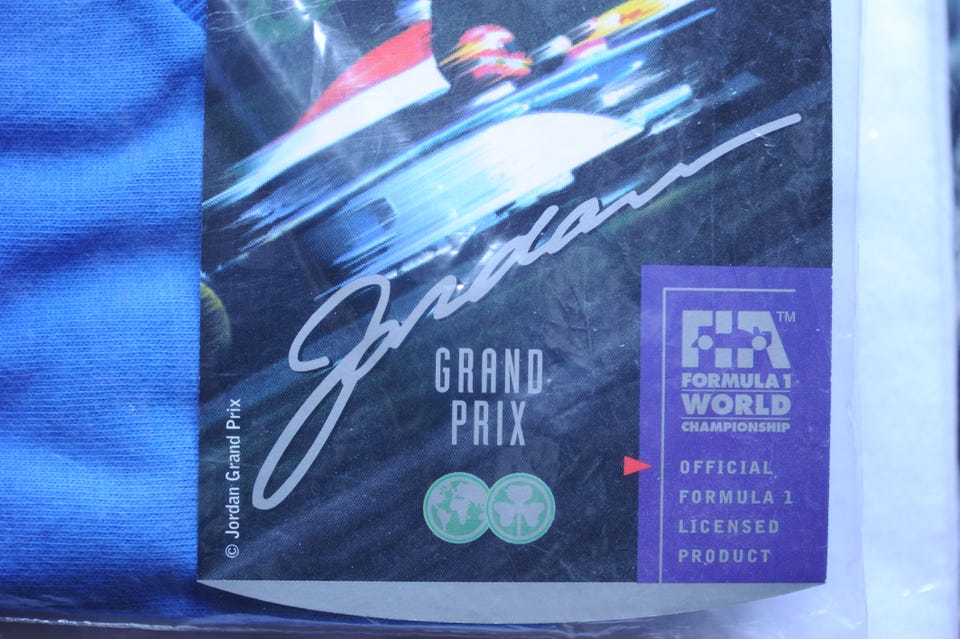 Jordan
GRAND
PRIX
© Jordan Grand Prix
FIA™
FORMULA 1
WORLD
CHAMPIONSHIP
OFFICIAL
FORMULA 1
LICENSED
PRODUCT